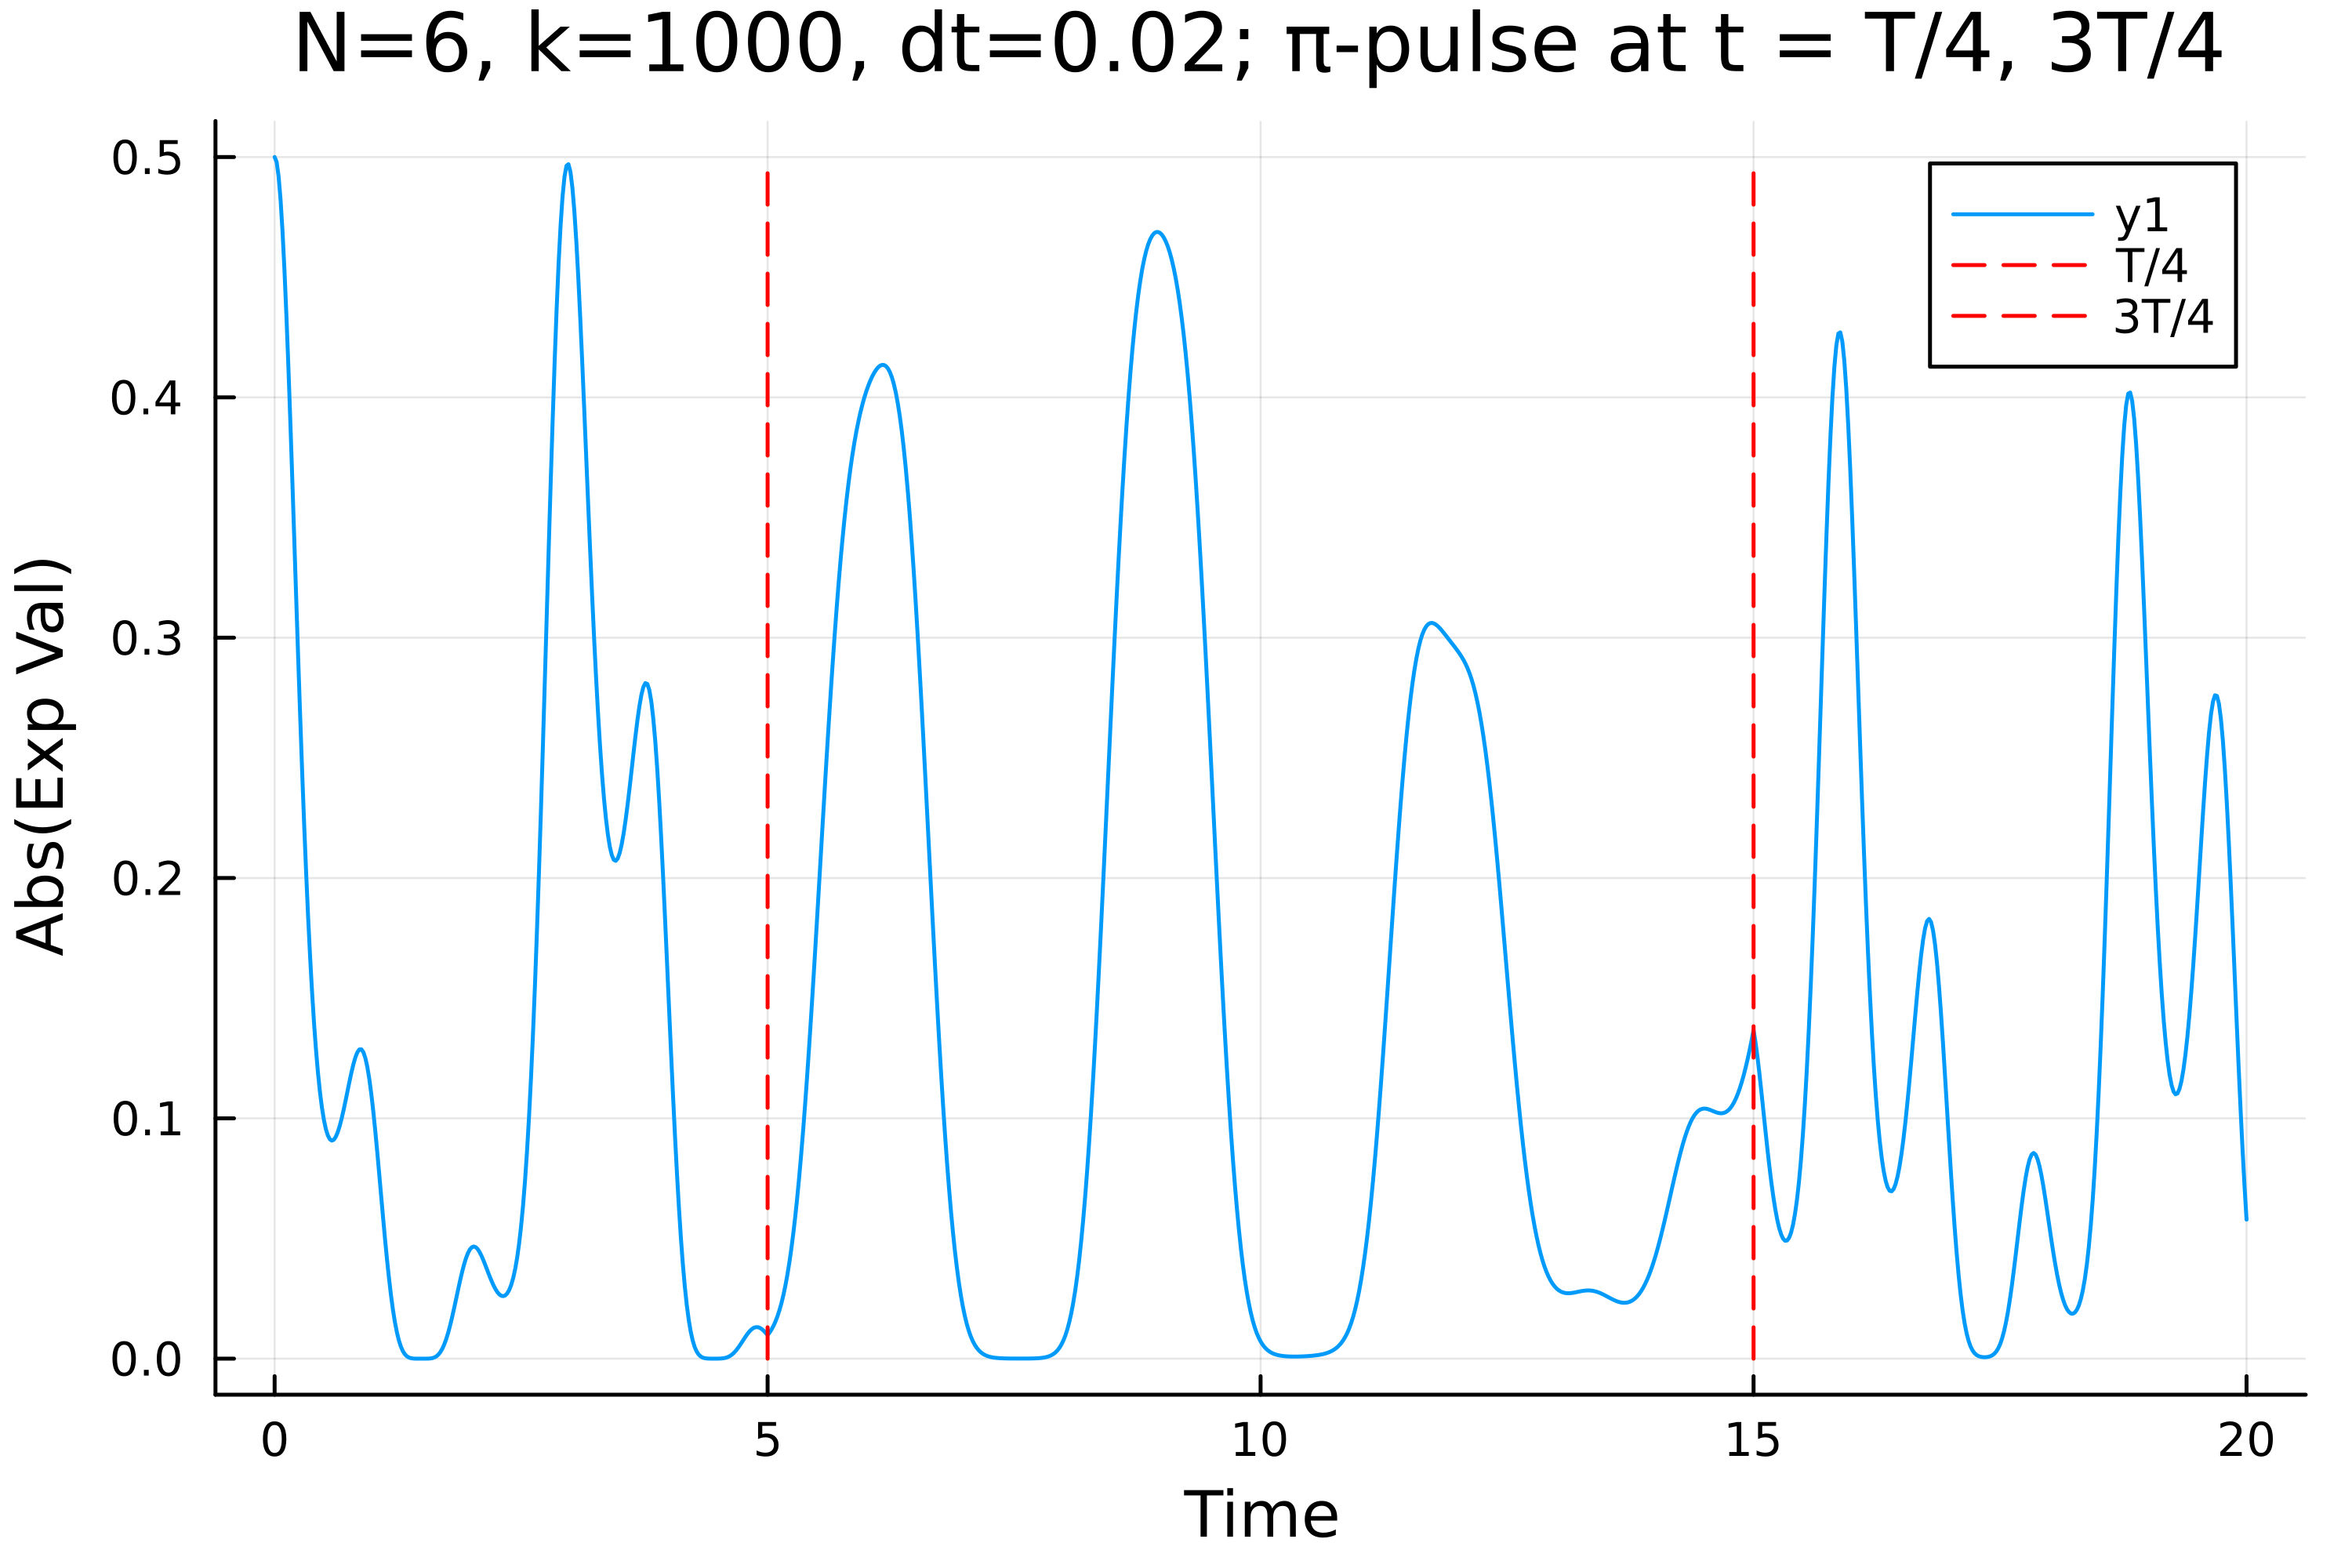 N=6, k=1000, dt=0.02; π-pulse at t = T/4, 3T/4
y1
T/4
3T/4
Abs(Exp Val)
0.5
0.4
0.3
0.2
0.1
0.0
0
5
10
15
20
Time